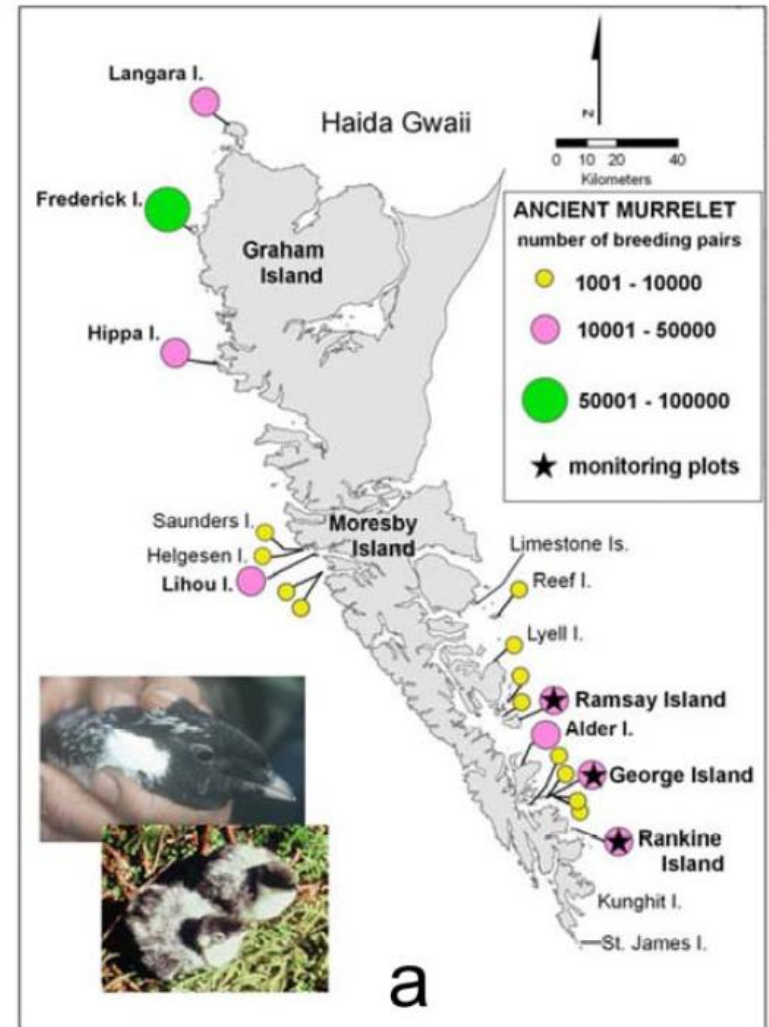 Langara I.
Haida Gwaii
N
0 10 20 40
Kilometers
Frederick I.
Graham
Island
ANCIENT MURRELET
number of breeding pairs
1001 - 10000
10001 - 50000
50001 - 100000
monitoring plots
Hippa I.
Saunders I.
Moresby
Island
Helgesen I.
Lihou I.
Limestone Is.
Reef I.
Lyell I.
Ramsay Island
Alder I.
George Island
Rankine
Island
Kunghit I.
St. James I.
a